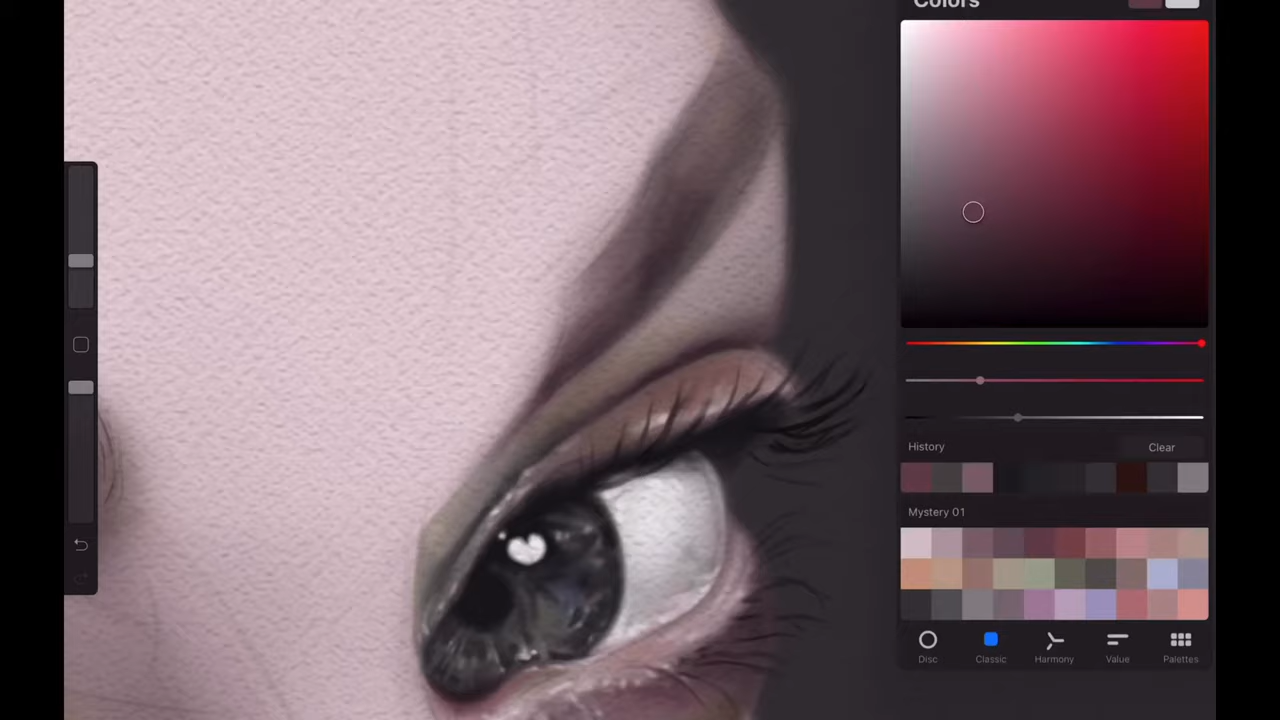 Colors
History
Clear
Mystery 01
Disc
Classic
Harmony
Value
Palettes